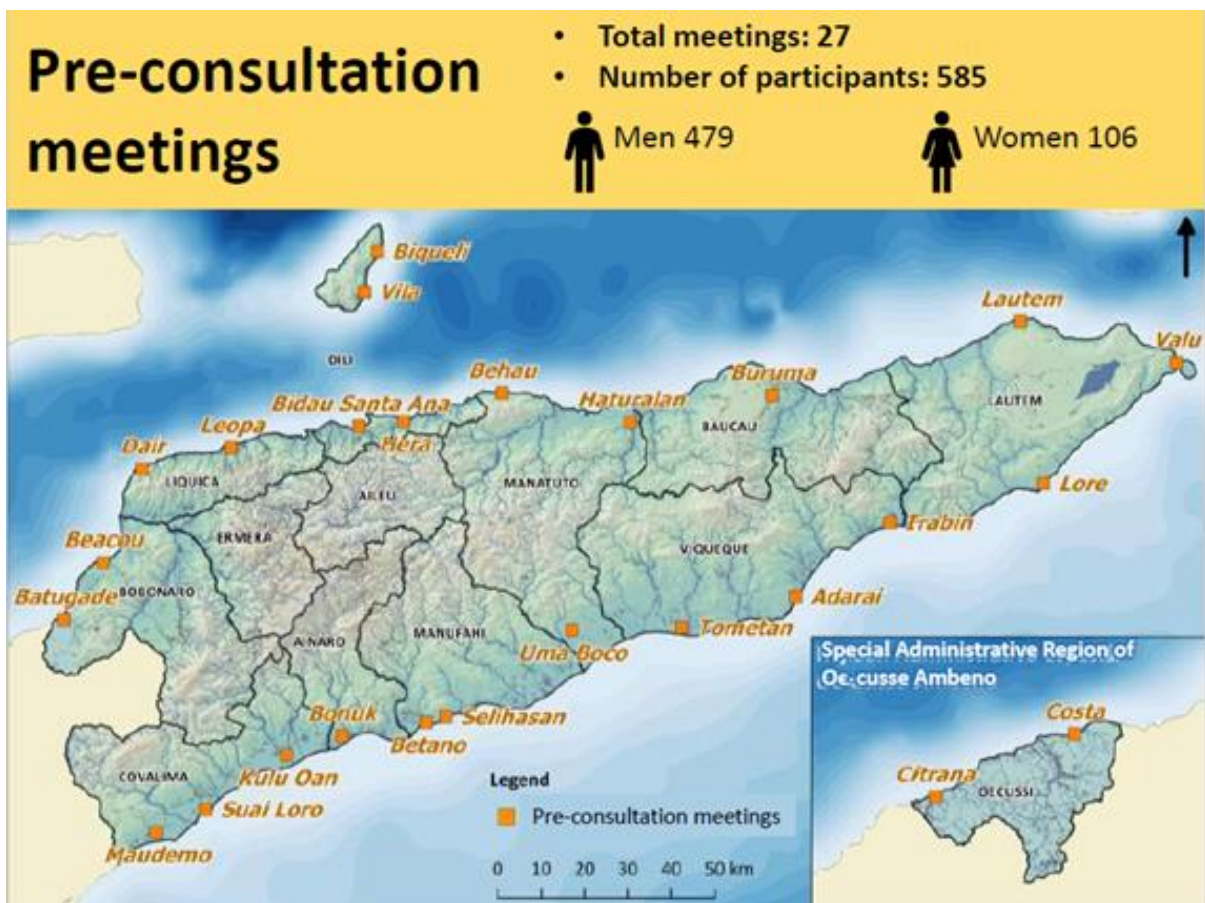 Pre-consultation
meetings
• Total meetings: 27
• Number of participants: 585
Men 479
Women 106
Biqueli
Vila
Lautem
Valu
DILI
Behau
Buruma
Bidau Santa Ana
Haturalan
LAUTEM
Leopa
Hera
BAUCAU
Dair
LIQUICA
AILEU
MANATUTO
Lore
ERMERA
Irabin
Beacou
VIQUEQUE
BOBONARO
Batugade
Adarai
AINARO
MANUFAHI
Tometan
Uma Boco
Special Administrative Region of
Oe-cusse Ambeno
Bonuk
Selihasan
Betano
Costa
COVALIMA
Kulu Oan
Citrana
OECUSSI
Legend
Suai Loro
Pre-consultation meetings
Maudemo
0 10 20 30 40 50 km